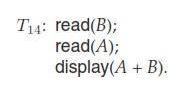 T14: read(B);
read(A);
display(A + B).